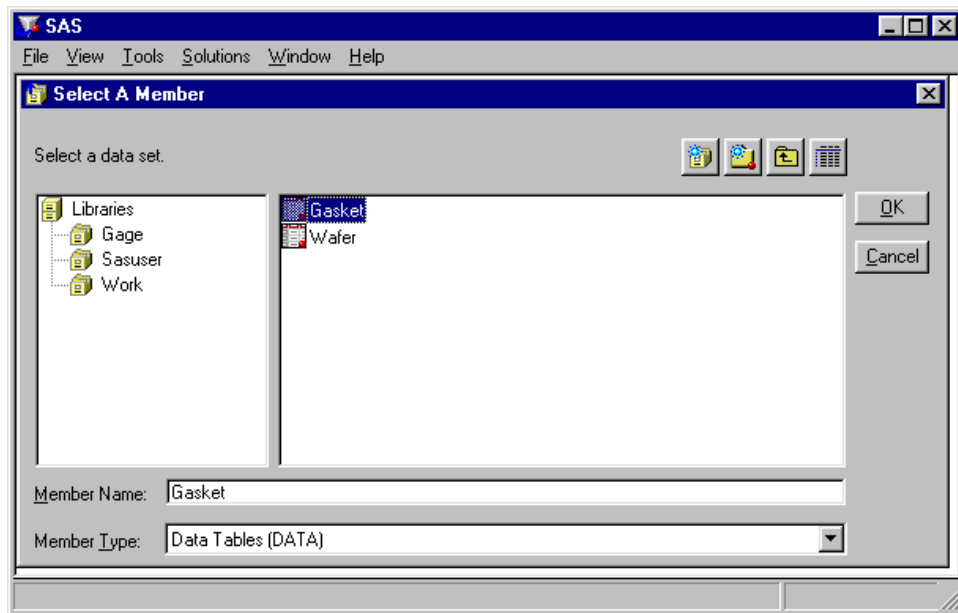 SAS
File View Tools Solutions Window Help
Select A Member
Select a data set.
Libraries
Gage
Sasuser
Work
Gasket
Wafer
OK
Cancel
Member Name: Gasket
Member Type: Data Tables (DATA)